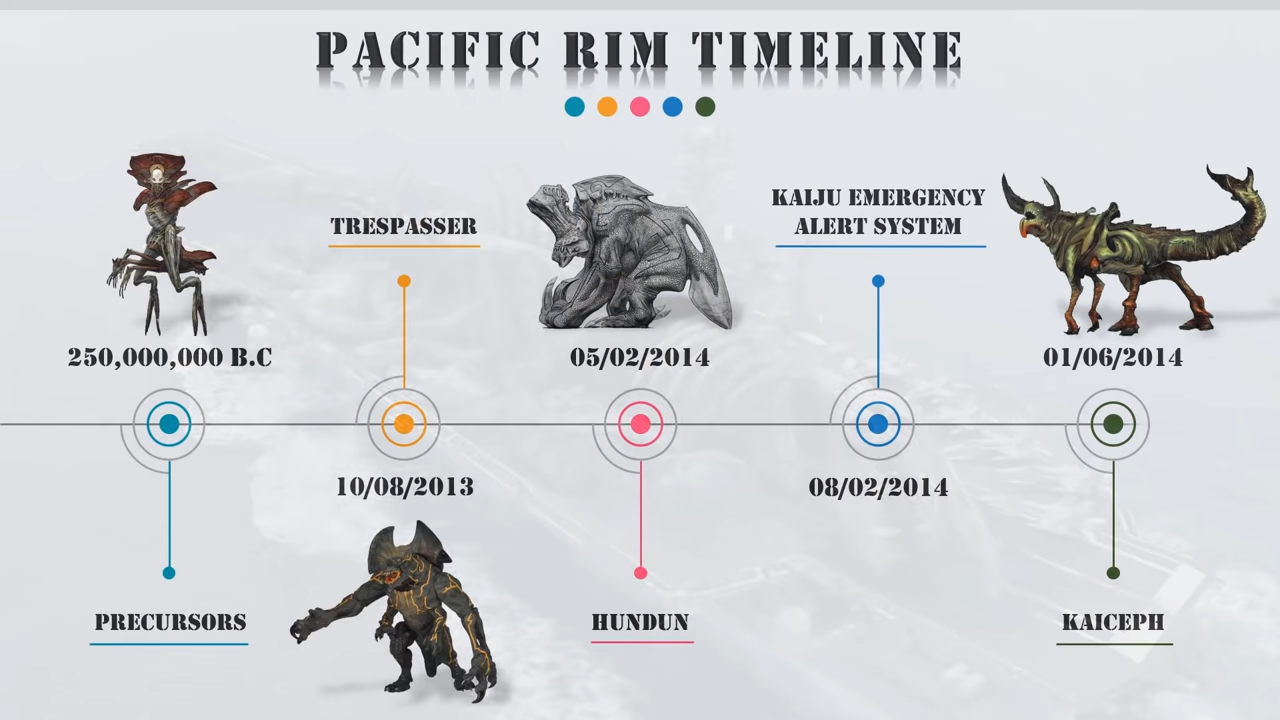 PACIFIC RIM TIMELINE
250,000,000 B.C
PRECURSORS
TRESPASSER
10/08/2013
05/02/2014
HUNDUN
KAIJU EMERGENCY
ALERT SYSTEM
08/02/2014
01/06/2014
KAICEPH